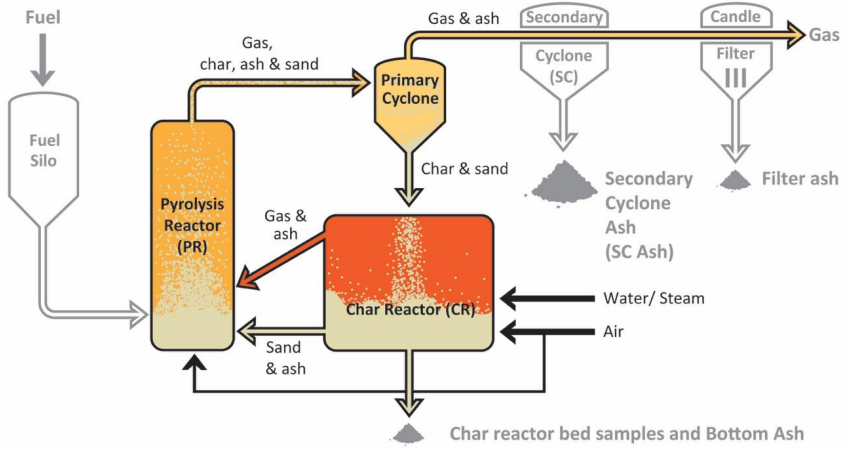 Fuel
Fuel
Silo
Gas,
char, ash & sand
Pyrolysis
Reactor
(PR)
Gas & ash
Primary
Cyclone
Char & sand
Secondary
Cyclone
(SC)
Candle
Filter
Gas
Secondary
Cyclone
Ash
(SC Ash)
Filter ash
Gas &
ash
Char Reactor (CR)
Sand
& ash
Water/ Steam
Air
Char reactor bed samples and Bottom Ash